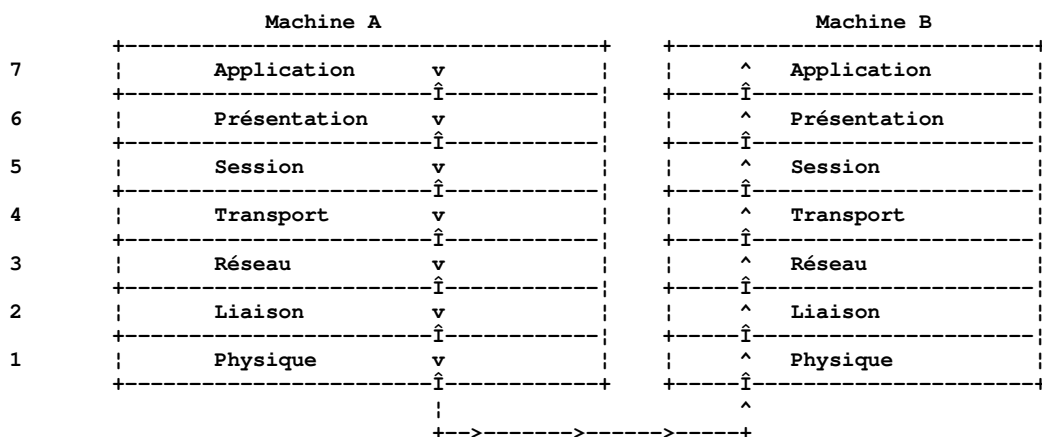 Machine A Machine B
+-------------------------------------+ +----------------------------+
7 ¦ Application v ¦ ¦ ^ Application ¦
+------------------------Î------------¦ +-----Î----------------------¦
6 ¦ Présentation v ¦ ¦ ^ Présentation ¦
+------------------------Î------------¦ +-----Î----------------------¦
5 ¦ Session v ¦ ¦ ^ Session ¦
+------------------------Î------------¦ +-----Î----------------------¦
4 ¦ Transport v ¦ ¦ ^ Transport ¦
+------------------------Î------------¦ +-----Î----------------------¦
3 ¦ Réseau v ¦ ¦ ^ Réseau ¦
+------------------------Î------------¦ +-----Î----------------------¦
2 ¦ Liaison v ¦ ¦ ^ Liaison ¦
+------------------------Î------------¦ +-----Î----------------------¦
1 ¦ Physique v ¦ ¦ ^ Physique ¦
+------------------------Î------------+ +-----Î----------------------+
¦ ^
+-->------->------>-----+